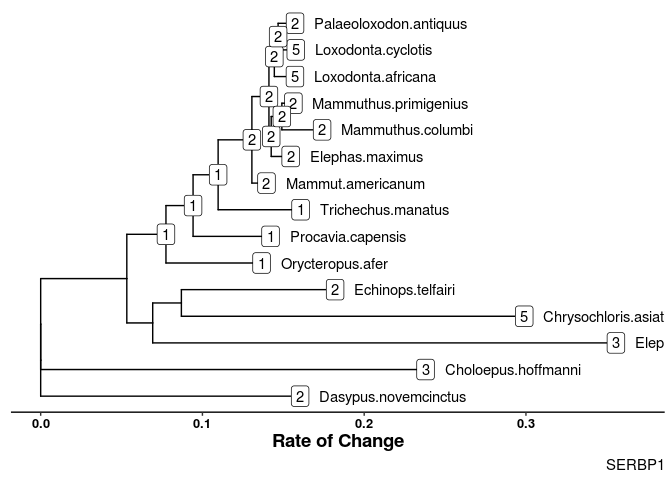 2 Palaeoloxodon.antiquus
2
5 Loxodonta.cyclotis
2
5 Loxodonta.africana
2
2 Mammuthus.primigenius
2
2 Mammuthus.columbi
2
2
2 Elephas.maximus
1
2 Mammut.americanum
1
1 Trichechus.manatus
1
1 Procavia.capensis
1 Orycteropus.afer
2 Echinops.telfairi
5 Chrysochloris.asiat
3 Elep
3 Choloepus.hoffmanni
2 Dasypus.novemcinctus
0.0 0.1 0.2 0.3
Rate of Change
SERBP1